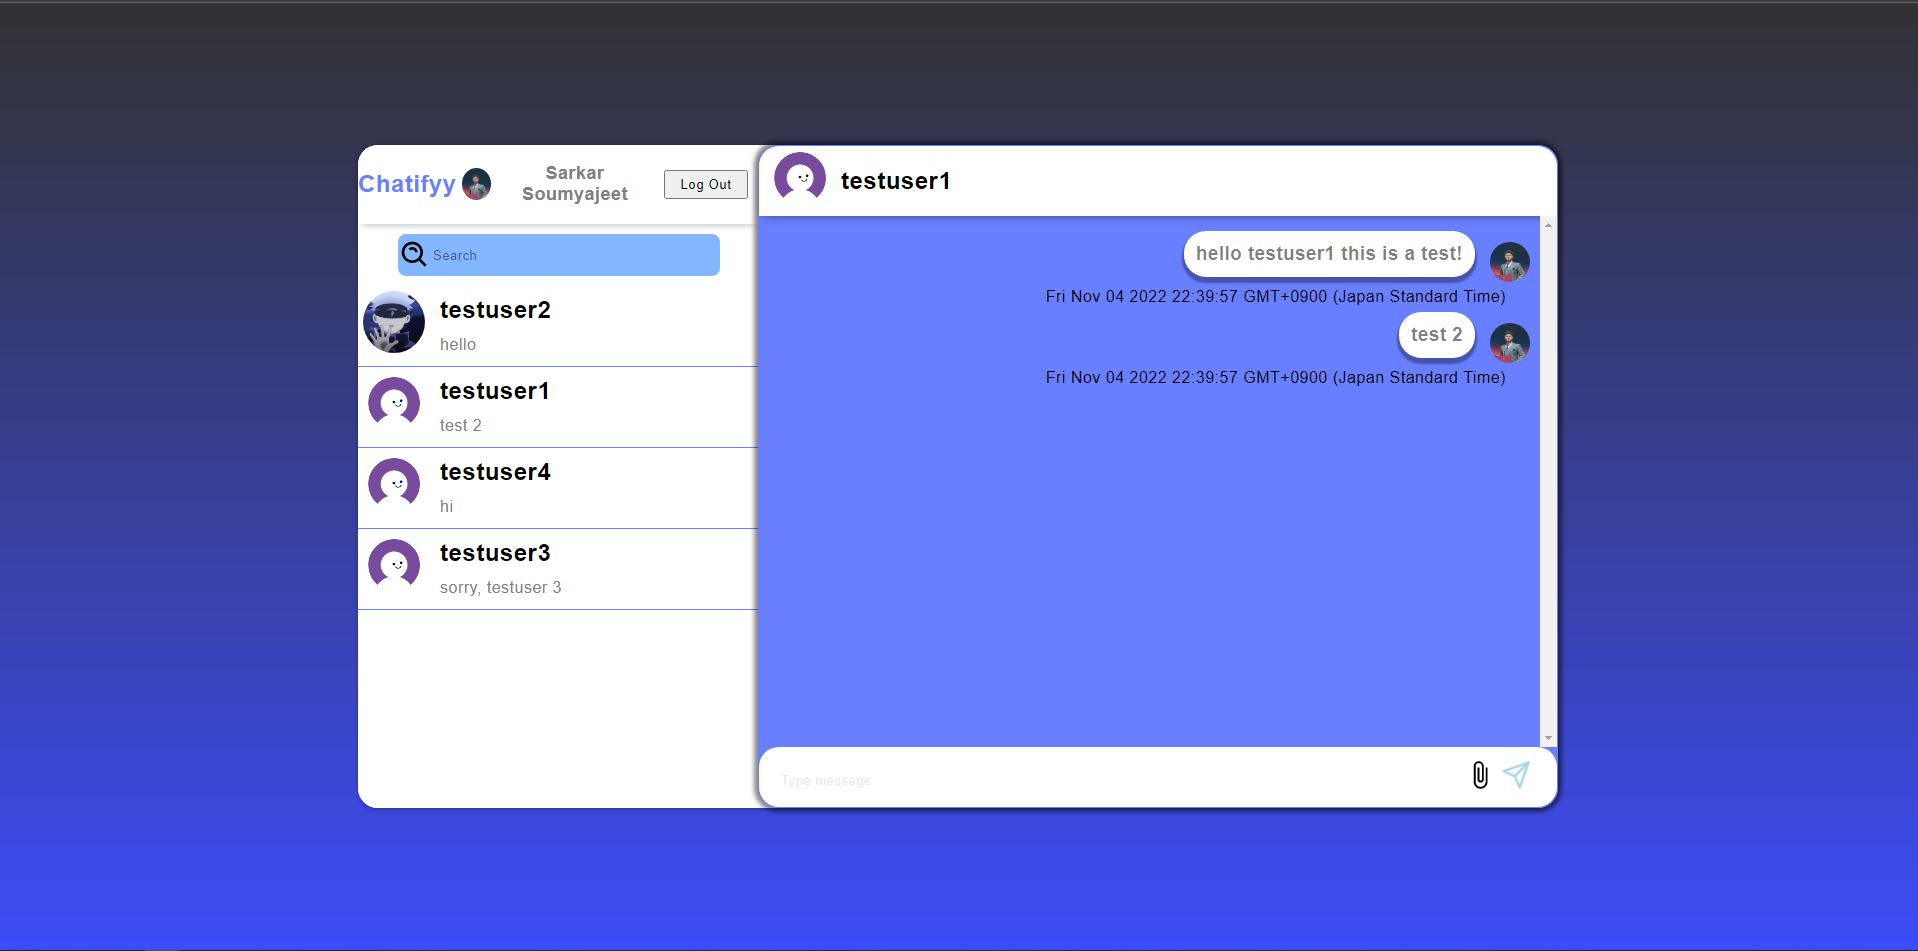 Chatifyy
Sarkar
Soumyajeet
Log Out
Search
testuser2
hello
testuser1
test 2
testuser4
hi
testuser3
sorry, testuser 3
testuser1
hello testuser1 this is a test!
Fri Nov 04 2022 22:39:57 GMT+0900 (Japan Standard Time)
test 2
Fri Nov 04 2022 22:39:57 GMT+0900 (Japan Standard Time)
Type message